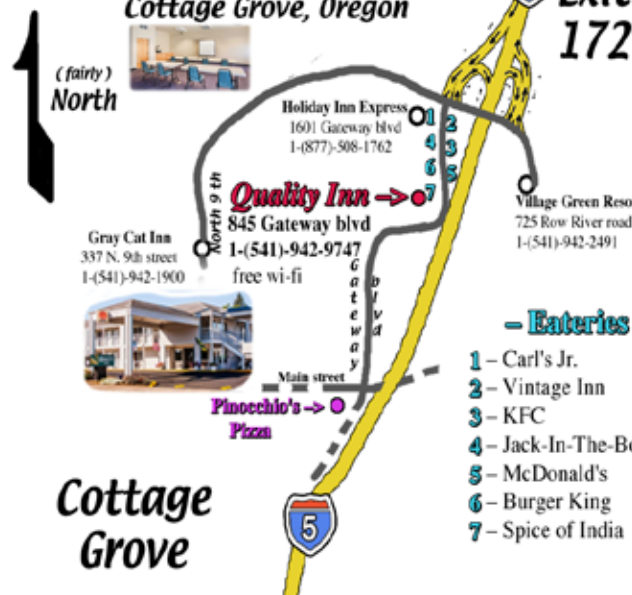 Cottage Grove, Oregon
172
( fairly )
North
Holiday Inn Express
1601 Gateway blvd
1-(877)-508-1762
1
2
4
3
6
5
7
North 9 th
Quality Inn -->
845 Gateway blvd
1-(541)-942-9747
free wi-fi
Village Green Reso
725 Row River road
1-(541)-942-2491
Gray Cat Inn
337 N. 9th street
1-(541)-942-1900
Gateway
blvd
– Eateries
1 – Carl's Jr.
2 – Vintage Inn
3 – KFC
4 – Jack-In-The-Bo
5 – McDonald's
6 – Burger King
7 – Spice of India
Main street
Pinocchio's -->
Pizza
Cottage
Grove
5